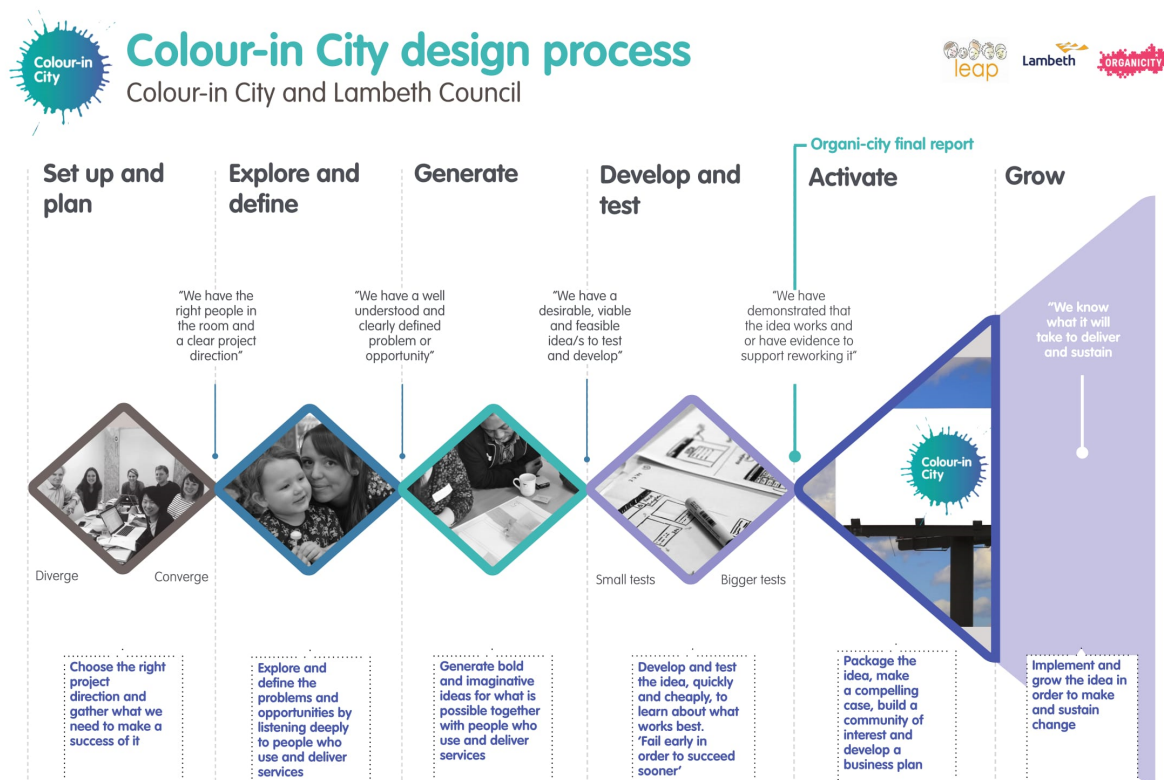 Colour-in
City
Colour-in City design process
Colour-in City and Lambeth Council
leap
Lambeth
ORGANICITY
Organi-city final report
Set up and
plan
Explore and
define
Generate
Develop and
test
Activate
Grow
“We have the
right people in
the room and
a clear project
direction”
“We have a well
understood and
clearly defined
problem or
opportunity”
“We have a
desirable, viable
and feasible
idea/s to test
and develop”
“We have
demonstrated that
the idea works and
or have evidence to
support reworking it”
“We know
what it will
take to deliver
and sustain
Colour-in
City
Diverge
Converge
Small tests
Bigger tests
Choose the right
project
direction and
gather what we
need to make a
success of it
Explore and
define the
problems and
opportunities by
listening deeply
to people who
use and deliver
services
Generate bold
and imaginative
ideas for what is
possible together
with people who
use and deliver
services
Develop and test
the idea, quickly
and cheaply, to
learn about what
works best.
‘Fail early in
order to succeed
sooner’
Package the
idea, make
a compelling
case, build a
community of
interest and
develop a
business plan
Implement and
grow the idea in
order to make
and sustain
change